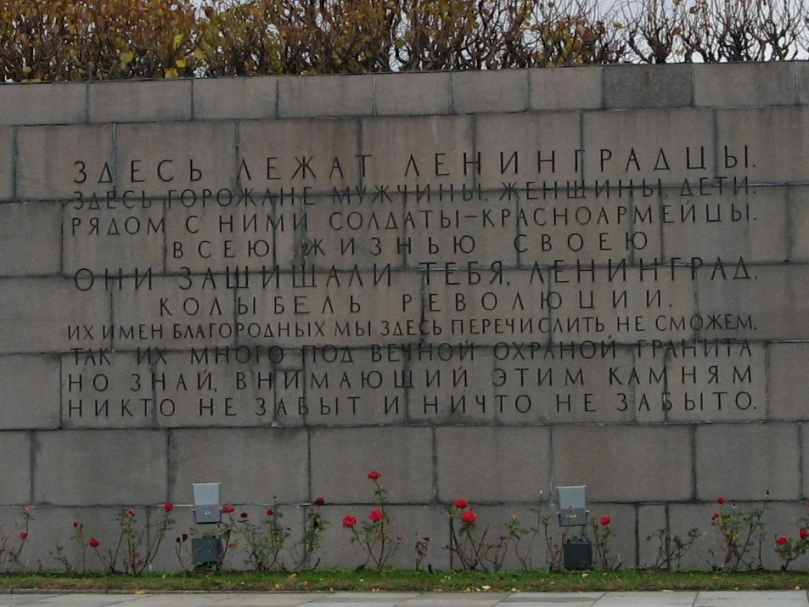 ЗДЕСЬ ЛЕЖАТ ЛЕНИНГРАДЦЫ.
ЗДЕСЬ ГОРОЖАНЕ МУЖЧИНЫ, ЖЕНЩИНЫ, ДЕТИ.
РЯДОМ С НИМИ СОЛДАТЫ-КРАСНОАРМЕЙЦЫ.
ВСЕЮ ЖИЗНЬЮ СВОЕЮ
ОНИ ЗАЩИЩАЛИ ТЕБЯ, ЛЕНИНГРАД,
КОЛЫБЕЛЬ РЕВОЛЮЦИИ.
ИХ ИМЕН БЛАГОРОДНЫХ МЫ ЗДЕСЬ ПЕРЕЧИСЛИТЬ НЕ СМОЖЕМ.
ТАК ИХ МНОГО ПОД ВЕЧНОЙ ОХРАНОЙ ГРАНИТА
НО ЗНАЙ, ВНИМАЮЩИЙ ЭТИМ КАМНЯМ
НИКТО НЕ ЗАБЫТ И НИЧТО НЕ ЗАБЫТО.